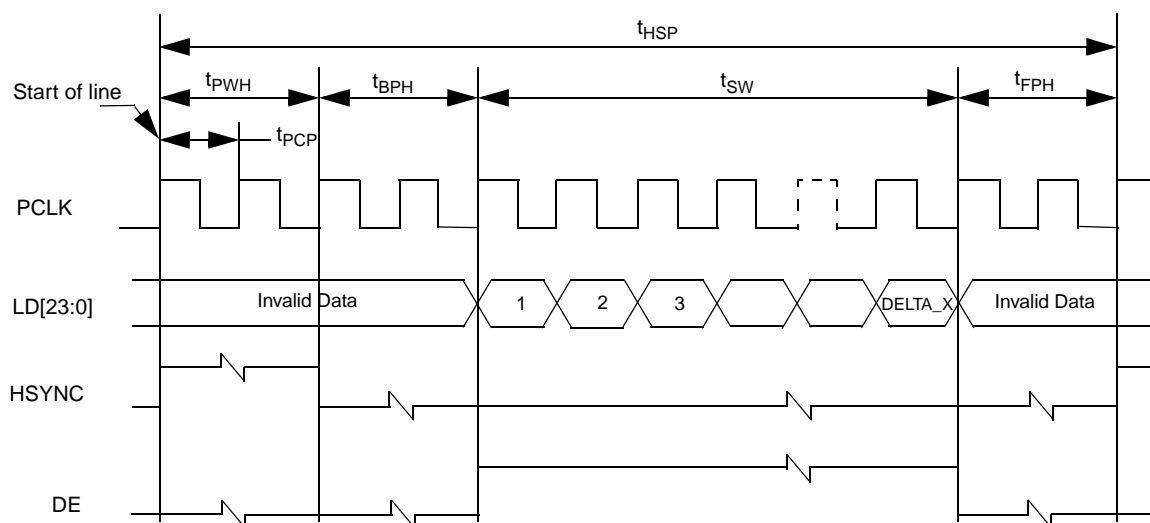 tHSP
tPWH
tBPH
tSW
tFPH
Start of line
tPCP
PCLK
LD[23:0]
Invalid Data
1
2
3
DELTA_X
Invalid Data
HSYNC
DE